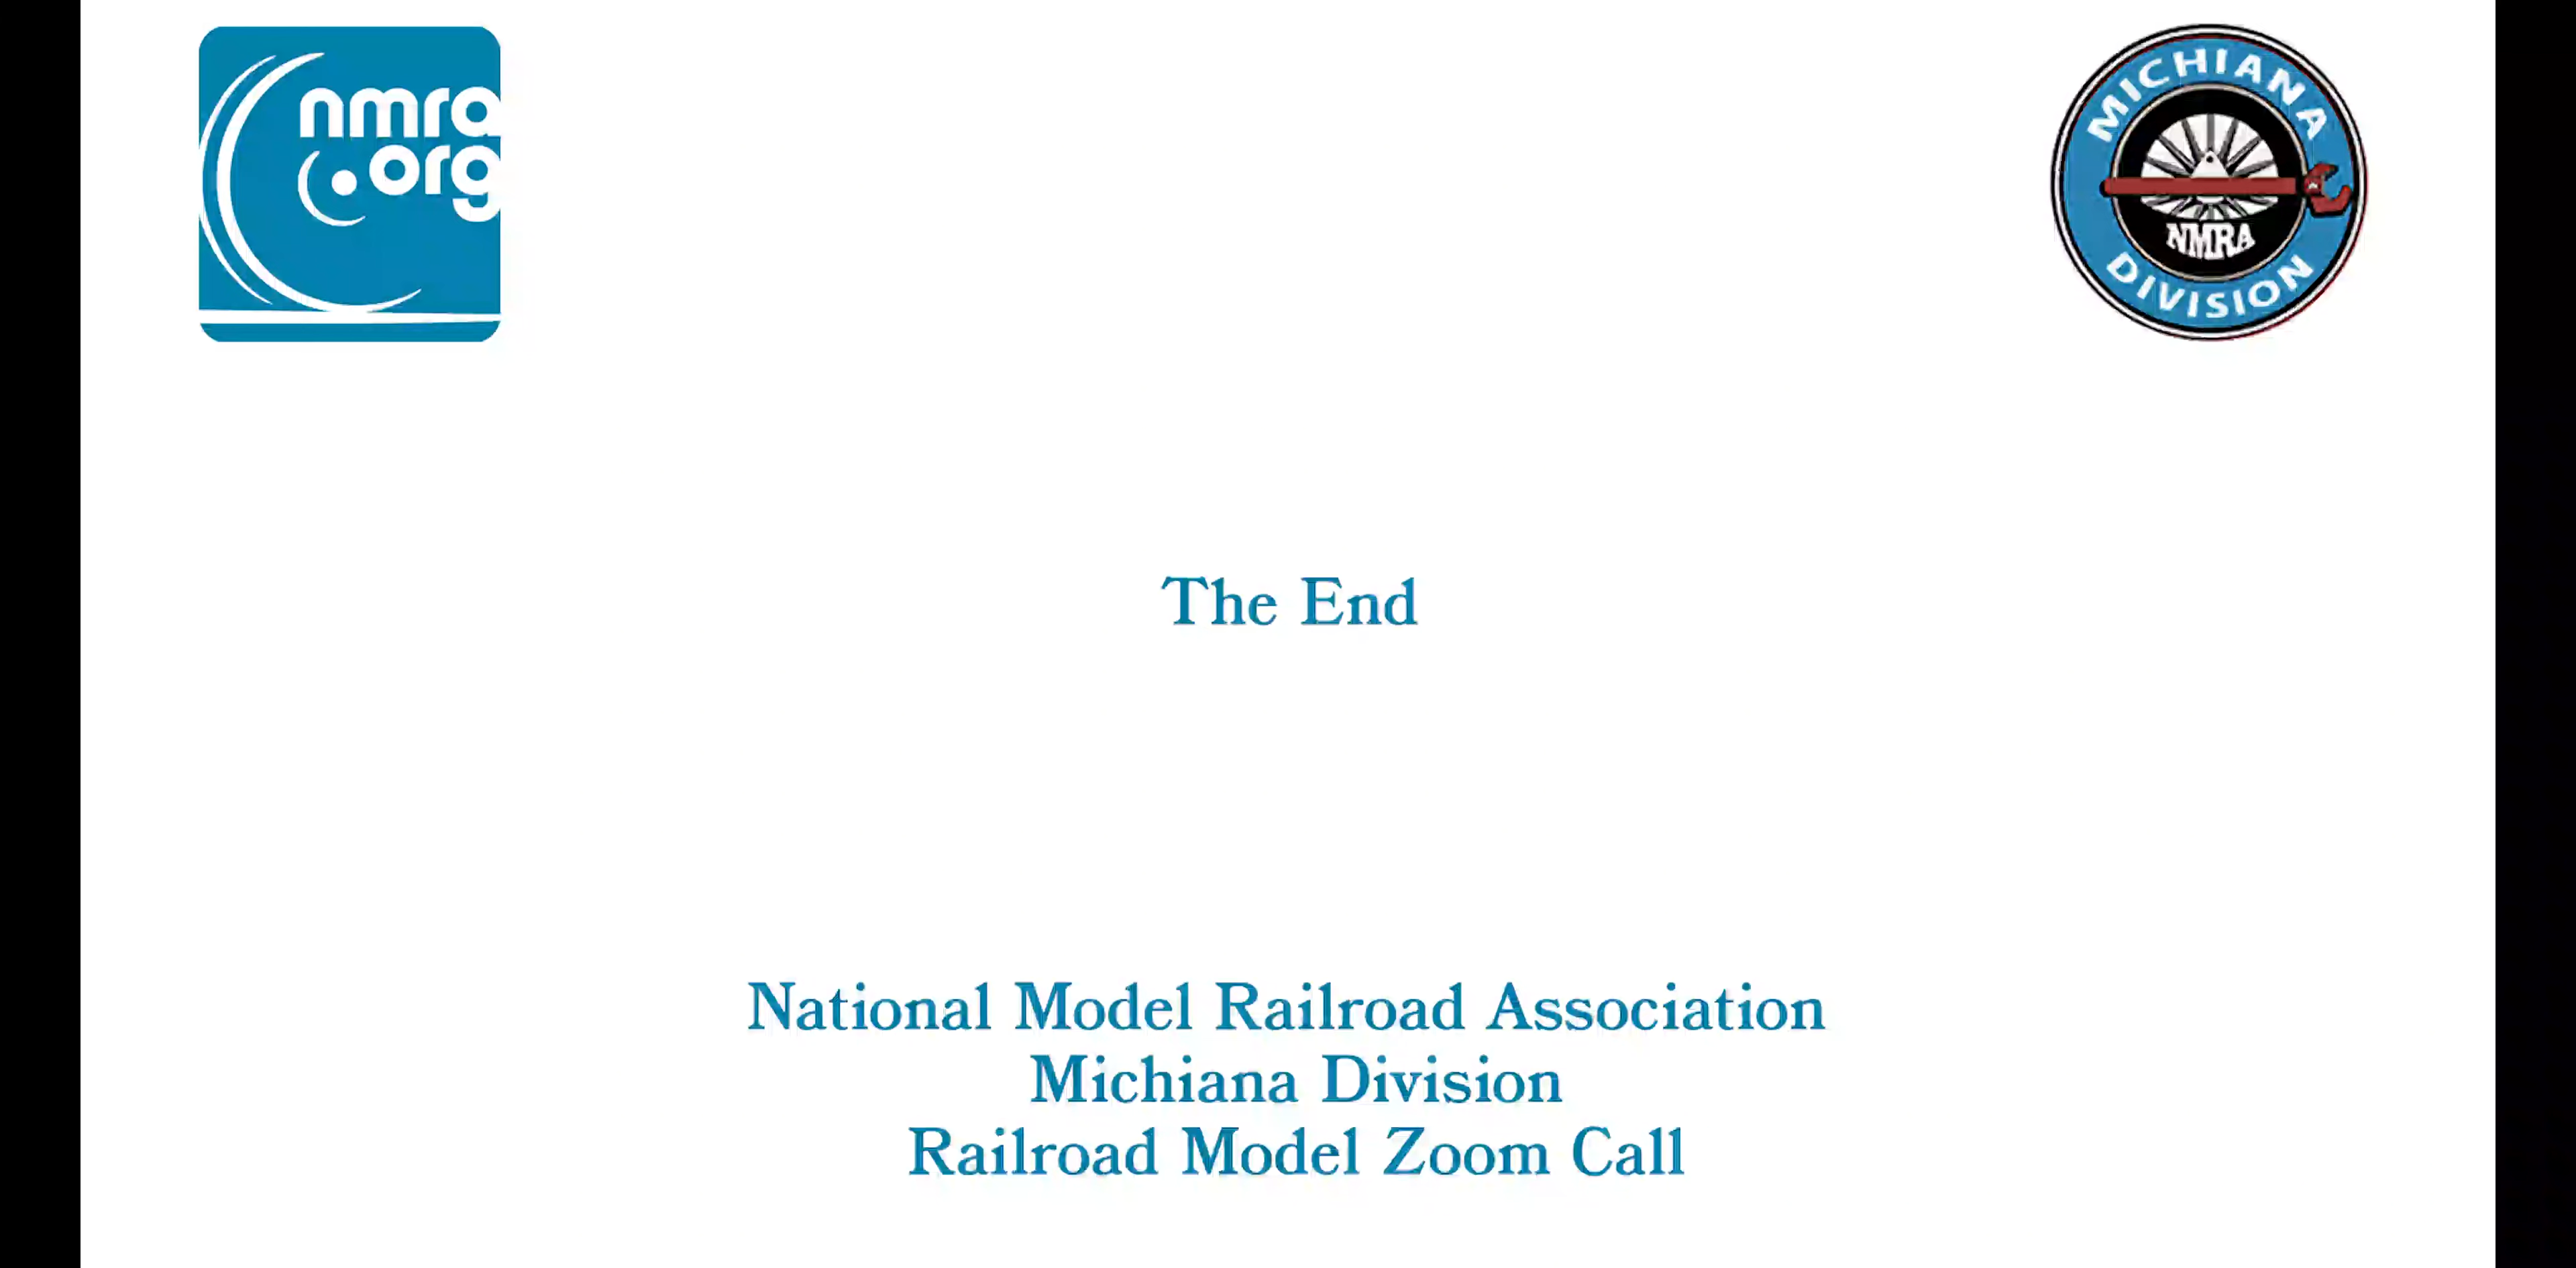 nmra
.org
MICHIANA
NMRA
DIVISION
The End
National Model Railroad Association
Michiana Division
Railroad Model Zoom Call